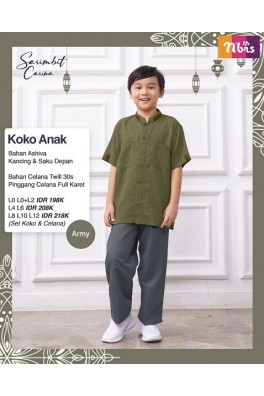 Sarimbit
Carina
Nbrs
Koko Anak
Bahan Ashiva
Kancing & Saku Depan
Bahan Celana Twill 30s
Pinggang Celana Full Karet
L0 L0+L2 IDR 198K
L4 L6 IDR 208K
L8 L10 L12 IDR 218K
(Set Koko & Celana)
Army